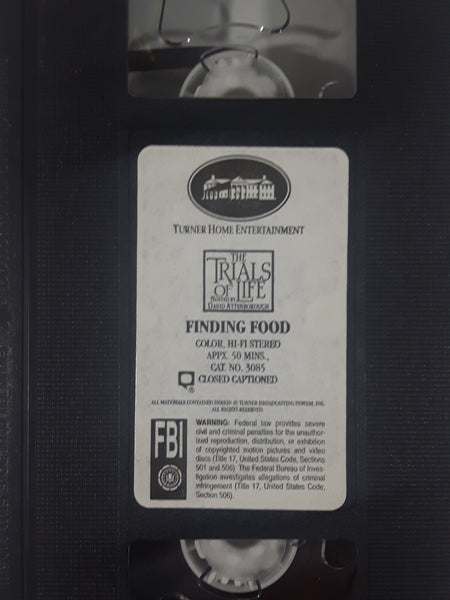 TURNER HOME ENTERTAINMENT
THE
TRIALS
OF LIFE
HOSTED BY
DAVID ATTENBOROUGH
FINDING FOOD
COLOR, HI-FI STEREO
APPX. 50 MINS.,
CAT. NO. 3085
® CLOSED CAPTIONED
ALL MATERIALS CONTAINED HEREIN © TURNER BROADCASTING SYSTEM, INC.
ALL RIGHTS RESERVED.
FBI
WARNING: Federal law provides severe
civil and criminal penalties for the unauthor-
ized reproduction, distribution, or exhibition
of copyrighted motion pictures and video
discs (Title 17, United States Code, Sections
501 and 506). The Federal Bureau of Inves-
tigation investigates allegations of criminal
infringement (Title 17, United States Code,
Section 506).